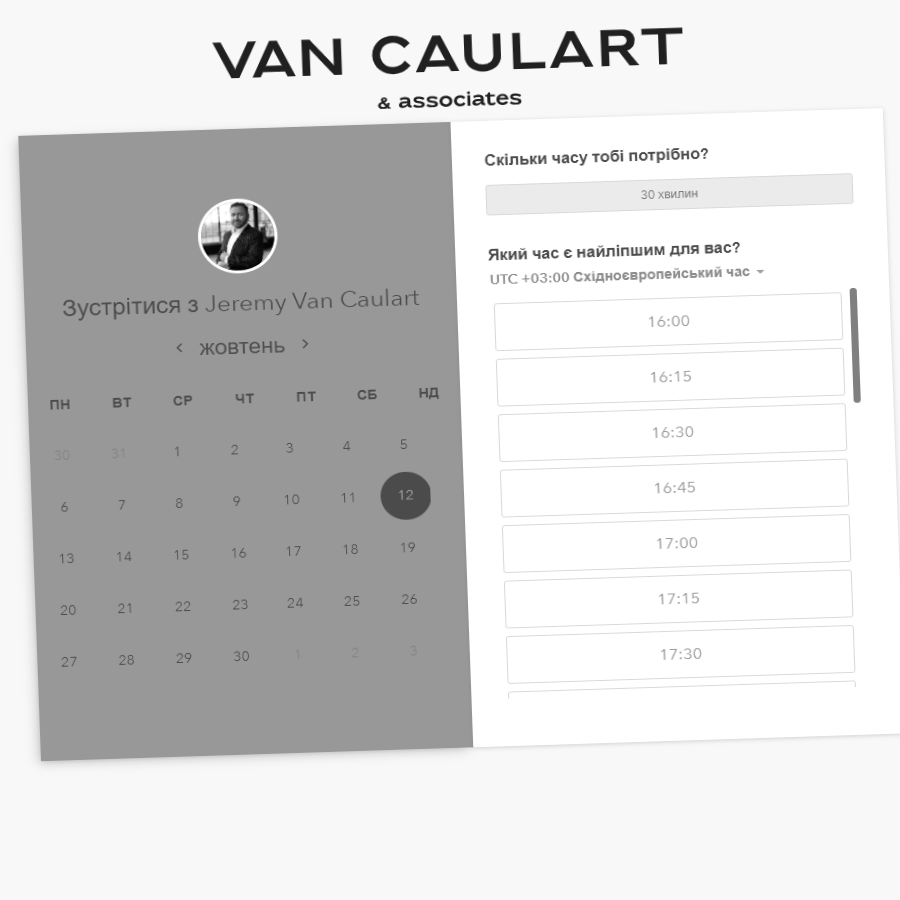 VAN CAULART
& associates
Зустрітися з Jeremy Van Caulart
‹ жовтень ›
ПН ВТ СР ЧТ ПТ СБ НД
30 31 1 2 3 4 5
6 7 8 9 10 11 12
13 14 15 16 17 18 19
20 21 22 23 24 25 26
27 28 29 30 1 2 3
Скільки часу тобі потрібно?
30 хвилин
Який час є найліпшим для вас?
UTC +03:00 Східноєвропейський час
16:00
16:15
16:30
16:45
17:00
17:15
17:30